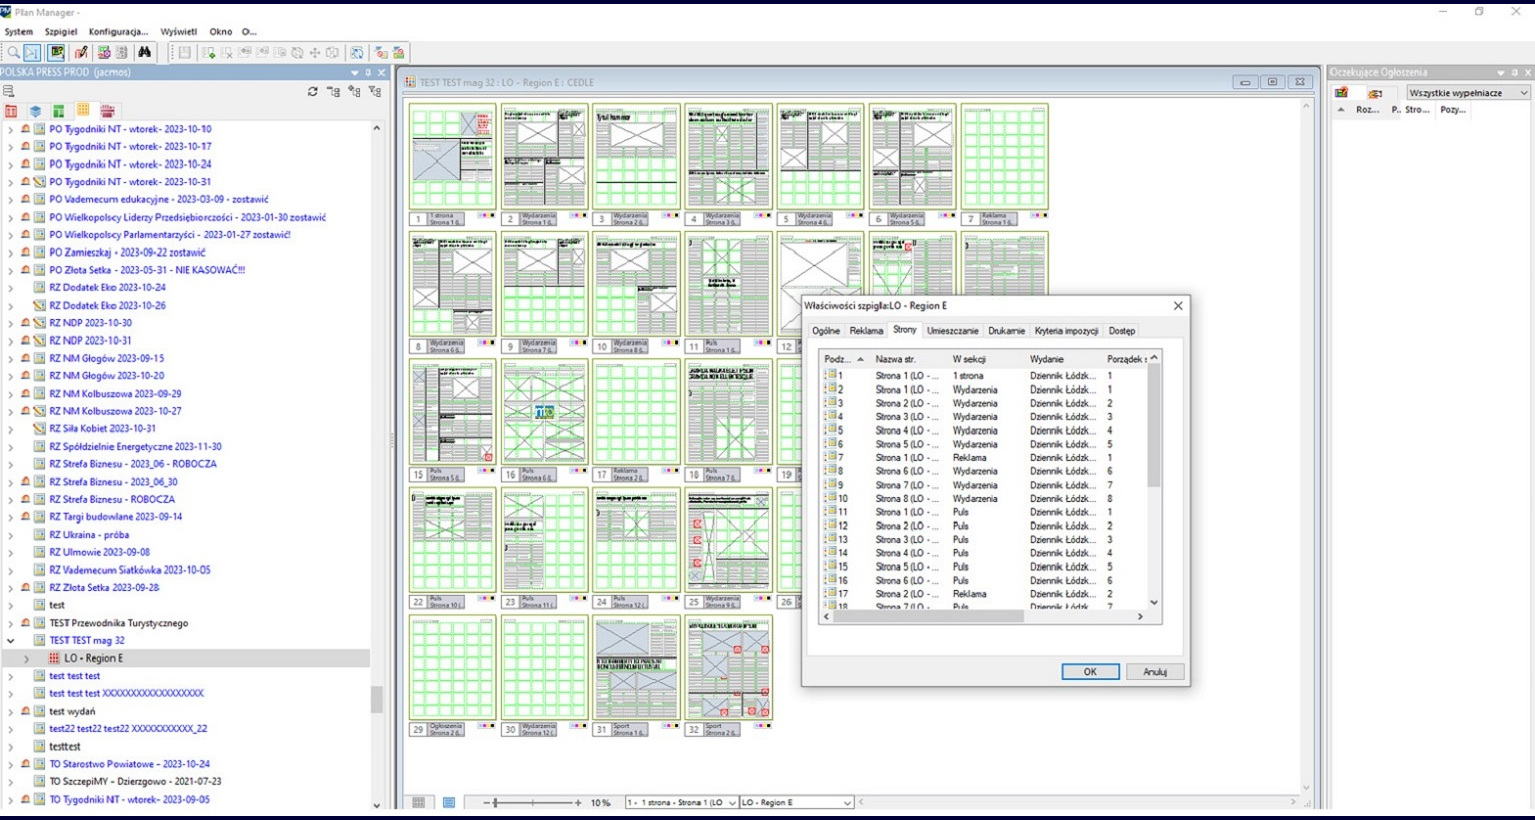 Plan Manager -
System Szpigiel Konfiguracja... Wyświetl Okno O...
POLSKA PRESS PROD (jacmos)
PO Tygodniki NT - wtorek- 2023-10-10
PO Tygodniki NT - wtorek- 2023-10-17
PO Tygodniki NT - wtorek- 2023-10-24
PO Tygodniki NT - wtorek- 2023-10-31
PO Vademecum edukacyjne - 2023-03-09 - zostawić
PO Wielkopolscy Liderzy Przedsiębiorczości - 2023-01-30 zostawić
PO Wielkopolscy Parlamentarzyści - 2023-01-27 zostawić!
PO Zamieszkaj - 2023-09-22 zostawić
PO Złota Setka - 2023-05-31 - NIE KASOWAĆ!!!
RZ Dodatek Eko 2023-10-24
RZ Dodatek Eko 2023-10-26
RZ NDP 2023-10-30
RZ NDP 2023-10-31
RZ NM Głogów 2023-09-15
RZ NM Głogów 2023-10-20
RZ NM Kolbuszowa 2023-09-29
RZ NM Kolbuszowa 2023-10-27
RZ Siła Kobiet 2023-10-31
RZ Spółdzielnie Energetyczne 2023-11-30
RZ Strefa Biznesu - 2023_06 - ROBOCZA
RZ Strefa Biznesu - 2023_06_30
RZ Strefa Biznesu - ROBOCZA
RZ Targi budowlane 2023-09-14
RZ Ukraina - próba
RZ Ulmowie 2023-09-08
RZ Vademecum Siatkówka 2023-10-05
RZ Złota Setka 2023-09-28
test
TEST Przewodnika Turystycznego
TEST TEST mag 32
LO - Region E
test test test
test test test XXXXXXXXXXXXXXXXXX
test wydań
test22 test22 test22 XXXXXXXXXXX_22
testtest
TO Starostwo Powiatowe - 2023-10-24
TO SzczepiMY - Dzierzgowo - 2021-07-23
TO Tygodniki NT - wtorek- 2023-09-05
TEST TEST mag 32 : LO - Region E : CEDLE
1 1 strona Strona 1 (L
2 Wydarzenia Strona 1 (L
3 Wydarzenia Strona 2 (L
4 Wydarzenia Strona 3 (L
5 Wydarzenia Strona 4 (L
6 Wydarzenia Strona 5 (L
7 Reklama Strona 1 (L
8 Wydarzenia Strona 6 (L
9 Wydarzenia Strona 7 (L
10 Wydarzenia Strona 8 (L
11 Puls Strona 1 (L
12
15 Puls Strona 5 (L
16 Puls Strona 6 (L
17 Reklama Strona 2 (L
18 Puls Strona 7 (L
19
22 Puls Strona 10 (
23 Puls Strona 11 (
24 Puls Strona 12 (
25 Wydarzenia Strona 9 (L
26
29 Ogłoszenia Strona 2 (L
30 Wydarzenia Strona 12 (
31 Sport Strona 1 (L
32 Sport Strona 2 (L
10 % 1 - 1 strona - Strona 1 (LO LO - Region E
Właściwości szpigla:LO - Region E
Ogólne Reklama Strony Umieszczanie Drukarnie Kryteria impozycji Dostęp
Podz... Nazwa str. W sekcji Wydanie Porządek s
1 Strona 1 (LO - ... 1 strona Dziennik Łódzk... 1
2 Strona 1 (LO - ... Wydarzenia Dziennik Łódzk... 1
3 Strona 2 (LO - ... Wydarzenia Dziennik Łódzk... 2
4 Strona 3 (LO - ... Wydarzenia Dziennik Łódzk... 3
5 Strona 4 (LO - ... Wydarzenia Dziennik Łódzk... 4
6 Strona 5 (LO - ... Wydarzenia Dziennik Łódzk... 5
7 Strona 1 (LO - ... Reklama Dziennik Łódzk... 1
8 Strona 6 (LO - ... Wydarzenia Dziennik Łódzk... 6
9 Strona 7 (LO - ... Wydarzenia Dziennik Łódzk... 7
10 Strona 8 (LO - ... Wydarzenia Dziennik Łódzk... 8
11 Strona 1 (LO - ... Puls Dziennik Łódzk... 1
12 Strona 2 (LO - ... Puls Dziennik Łódzk... 2
13 Strona 3 (LO - ... Puls Dziennik Łódzk... 3
14 Strona 4 (LO - ... Puls Dziennik Łódzk... 4
15 Strona 5 (LO - ... Puls Dziennik Łódzk... 5
16 Strona 6 (LO - ... Puls Dziennik Łódzk... 6
17 Strona 2 (LO - ... Reklama Dziennik Łódzk... 2
18 Strona 7 (LO - ... Puls Dziennik Łódzk... 7
OK Anuluj
Oczekujące Ogłoszenia
Wszystkie wypełniacze
Roz... P.. Stro... Pozy...